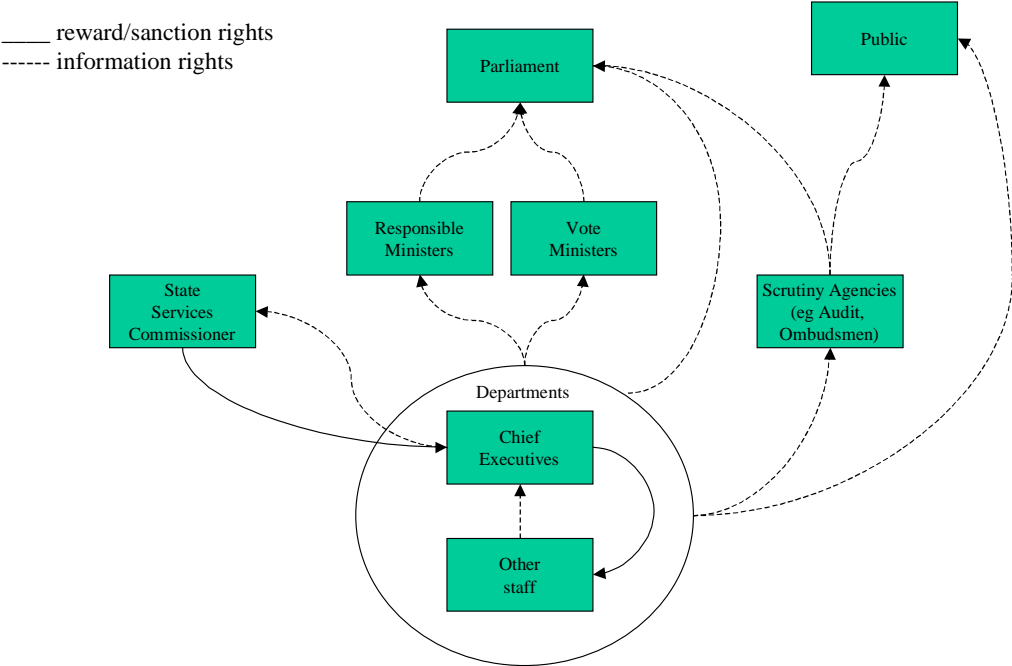 ____ reward/sanction rights
------ information rights
Public
Parliament
Responsible
Ministers
Vote
Ministers
State
Services
Commissioner
Scrutiny Agencies
(eg Audit,
Ombudsmen)
Departments
Chief
Executives
Other
staff